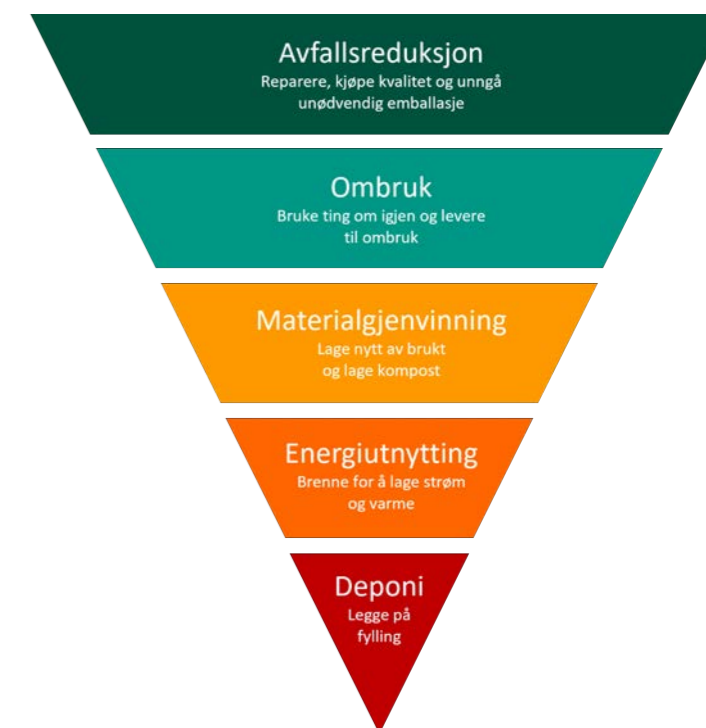 Avfallsreduksjon
Reparere, kjøpe kvalitet og unngå
unødvendig emballasje
Ombruk
Bruke ting om igjen og levere
til ombruk
Materialgjenvinning
Lage nytt av brukt
og lage kompost
Energiutnytting
Brenne for å lage strøm
og varme
Deponi
Legge på
fylling